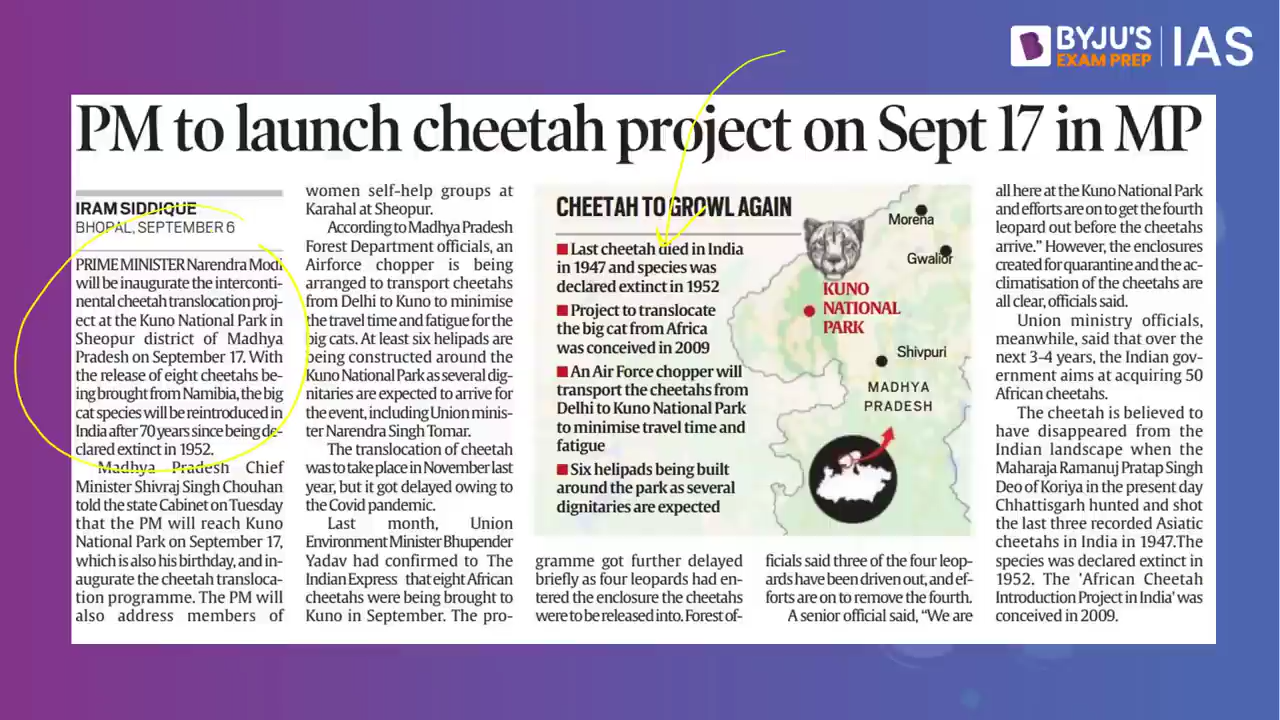 BYJU'S
EXAM PREP
IAS
PM to launch cheetah project on Sept 17 in MP
IRAM SIDDIQUE
BHOPAL, SEPTEMBER 6
PRIME MINISTER Narendra Modi
will be inaugurate the interconti-
nental cheetah translocation proj-
ect at the Kuno National Park in
Sheopur district of Madhya
Pradesh on September 17. With
the release of eight cheetahs be-
ing brought from Namibia, the big
cat species will be reintroduced in
India after 70 years since being de-
clared extinct in 1952.
Madhya Pradesh Chief
Minister Shivraj Singh Chouhan
told the state Cabinet on Tuesday
that the PM will reach Kuno
National Park on September 17,
which is also his birthday, and in-
augurate the cheetah transloca-
tion programme. The PM will
also address members of
women self-help groups at
Karahal at Sheopur.
According to Madhya Pradesh
Forest Department officials, an
Airforce chopper is being
arranged to transport cheetahs
from Delhi to Kuno to minimise
the travel time and fatigue for the
big cats. At least six helipads are
being constructed around the
Kuno National Park as several dig-
nitaries are expected to arrive for
the event, including Union minis-
ter Narendra Singh Tomar.
The translocation of cheetah
was to take place in November last
year, but it got delayed owing to
the Covid pandemic.
Last month, Union
Environment Minister Bhupender
Yadav had confirmed to The
Indian Express that eight African
cheetahs were being brought to
Kuno in September. The pro-
CHEETAH TO GROWL AGAIN
Last cheetah died in India
in 1947 and species was
declared extinct in 1952
Project to translocate
the big cat from Africa
was conceived in 2009
An Air Force chopper will
transport the cheetahs from
Delhi to Kuno National Park
to minimise travel time and
fatigue
Six helipads being built
around the park as several
dignitaries are expected
Morena
Gwalior
KUNO
NATIONAL
PARK
Shivpuri
MADHYA
PRADESH
gramme got further delayed
briefly as four leopards had en-
tered the enclosure the cheetahs
were to be released into. Forest of-
ficials said three of the four leop-
ards have been driven out, and ef-
forts are on to remove the fourth.
A senior official said, “We are
all here at the Kuno National Park
and efforts are on to get the fourth
leopard out before the cheetahs
arrive.” However, the enclosures
created for quarantine and the ac-
climatisation of the cheetahs are
all clear, officials said.
Union ministry officials,
meanwhile, said that over the
next 3-4 years, the Indian gov-
ernment aims at acquiring 50
African cheetahs.
The cheetah is believed to
have disappeared from the
Indian landscape when the
Maharaja Ramanuj Pratap Singh
Deo of Koriya in the present day
Chhattisgarh hunted and shot
the last three recorded Asiatic
cheetahs in India in 1947.The
species was declared extinct in
1952. The 'African Cheetah
Introduction Project in India' was
conceived in 2009.